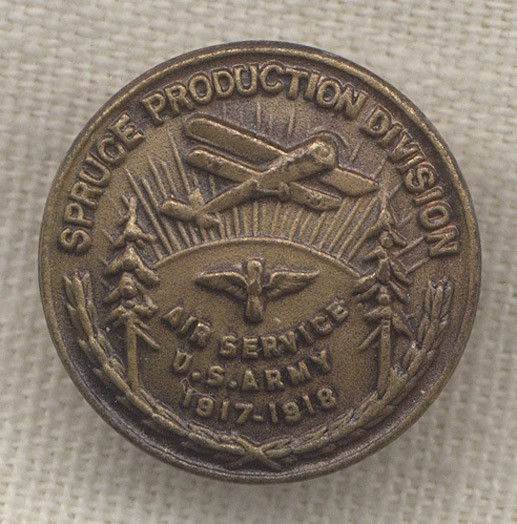 SPRUCE PRODUCTION DIVISION
AIR SERVICE
U.S. ARMY
1917-1918